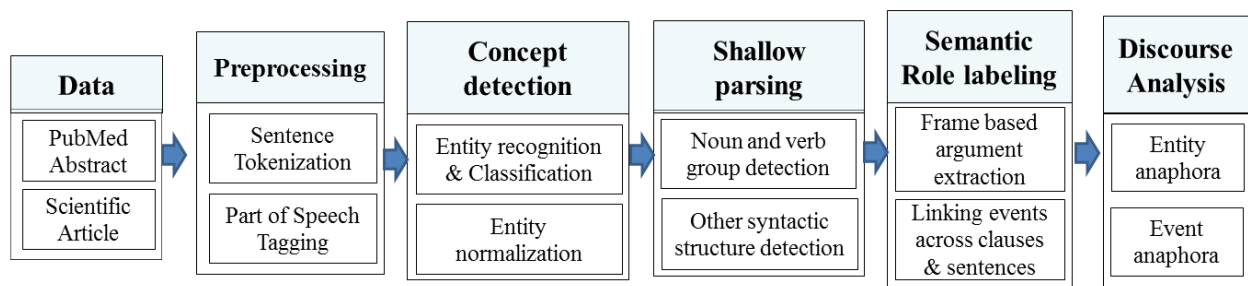 Data
PubMed
Abstract
Scientific
Article
Preprocessing
Sentence
Tokenization
Part of Speech
Tagging
Concept
detection
Entity recognition
& Classification
Entity
normalization
Shallow
parsing
Noun and verb
group detection
Other syntactic
structure detection
Semantic
Role labeling
Frame based
argument
extraction
Linking events
across clauses
& sentences
Discourse
Analysis
Entity
anaphora
Event
anaphora